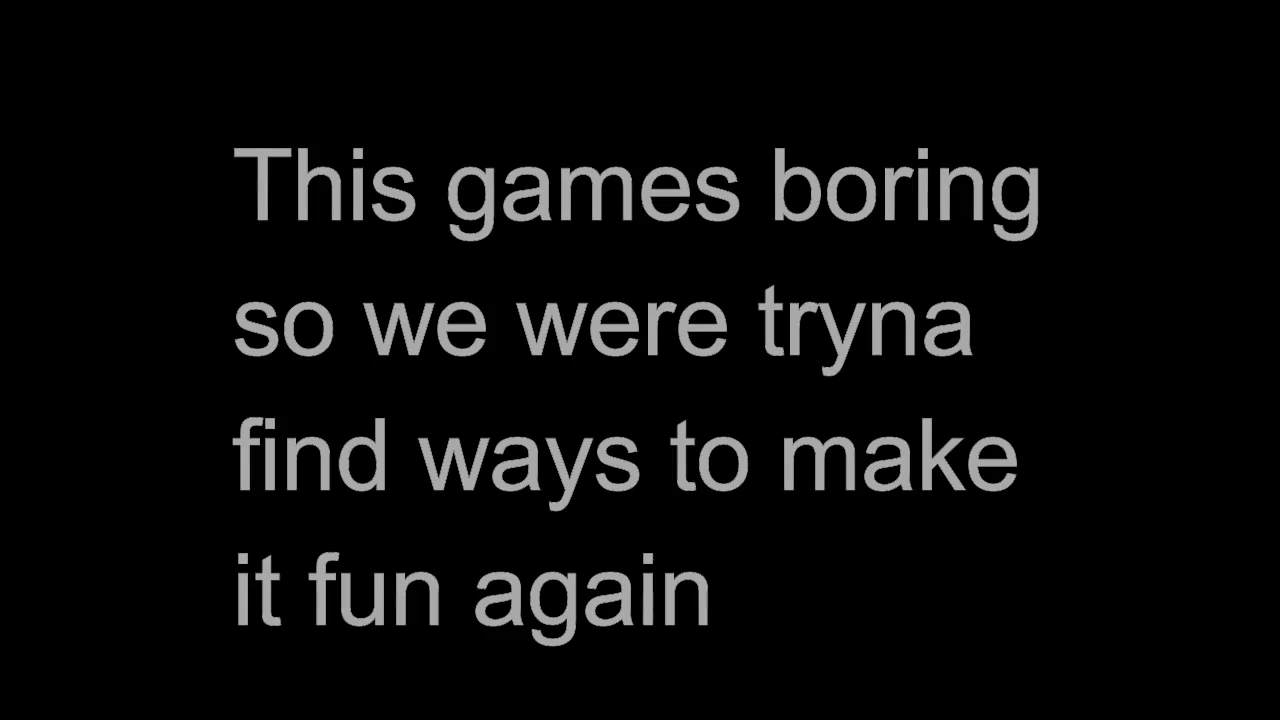 This games boring
so we were tryna
find ways to make
it fun again